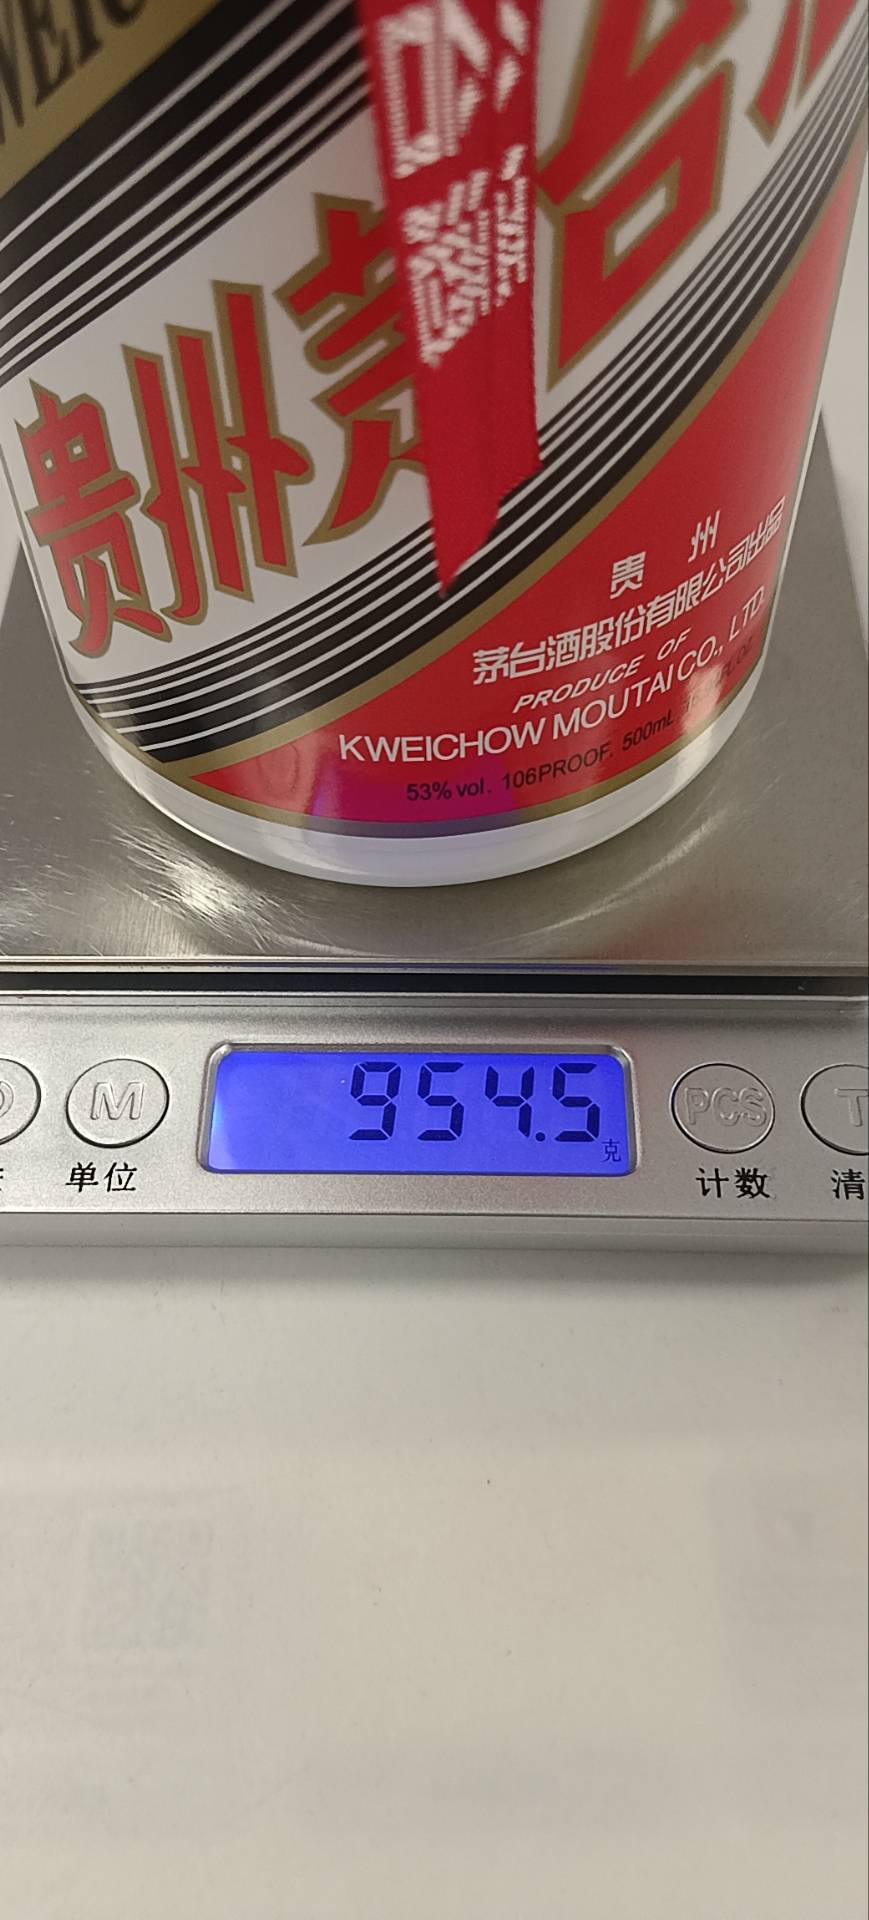 贵州茅台
贵州
茅台酒股份有限公司出品
PRODUCE OF
KWEICHOW MOUTAI CO., LTD.
53% vol. 106PROOF. 500mL
954.5
克
M
PCS
T
单位
计数
清